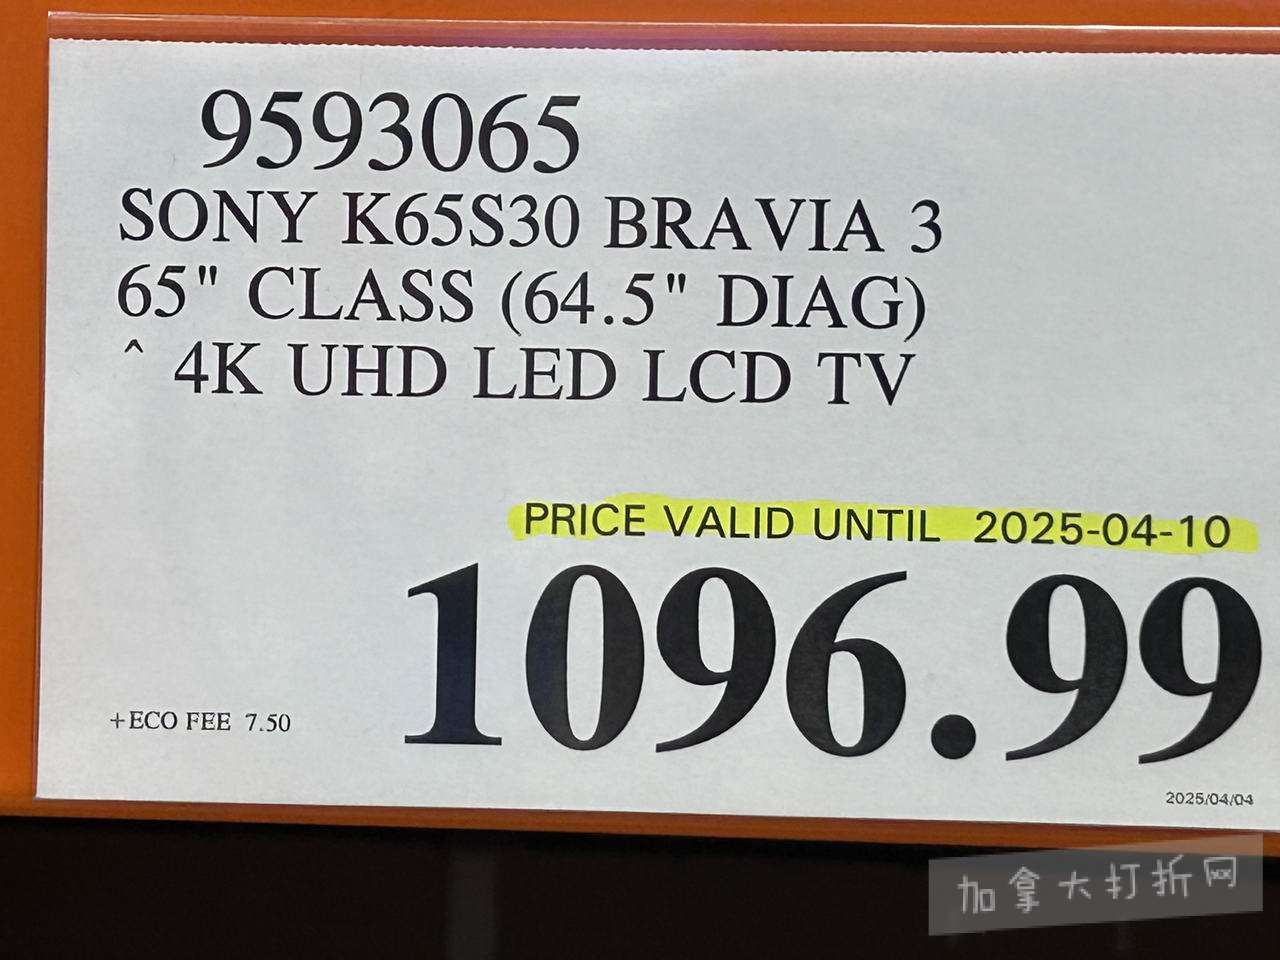 9593065
SONY K65S30 BRAVIA 3
65" CLASS (64.5" DIAG)
^ 4K UHD LED LCD TV
PRICE VALID UNTIL 2025-04-10
1096.99
+ECO FEE 7.50
2025/04/04
加拿大打折网